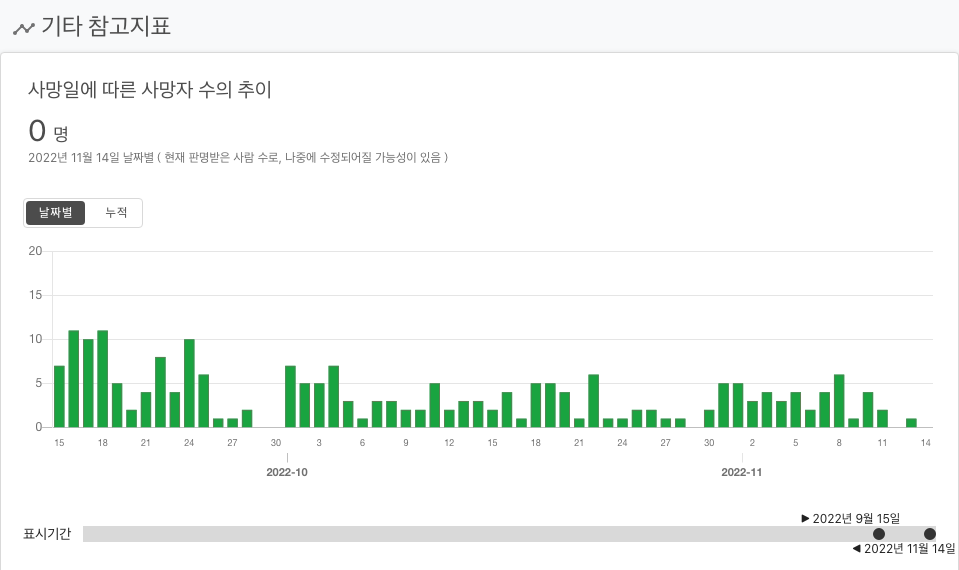 기타 참고지표
사망일에 따른 사망자 수의 추이
0 명
2022년 11월 14일 날짜별 ( 현재 판명받은 사람 수로, 나중에 수정되어질 가능성이 있음 )
날짜별 누적
20
15
10
5
0
15 18 21 24 27 30 3 6 9 12 15 18 21 24 27 30 2 5 8 11 14
2022-10 2022-11
▶ 2022년 9월 15일
표시기간
◀ 2022년 11월 14일